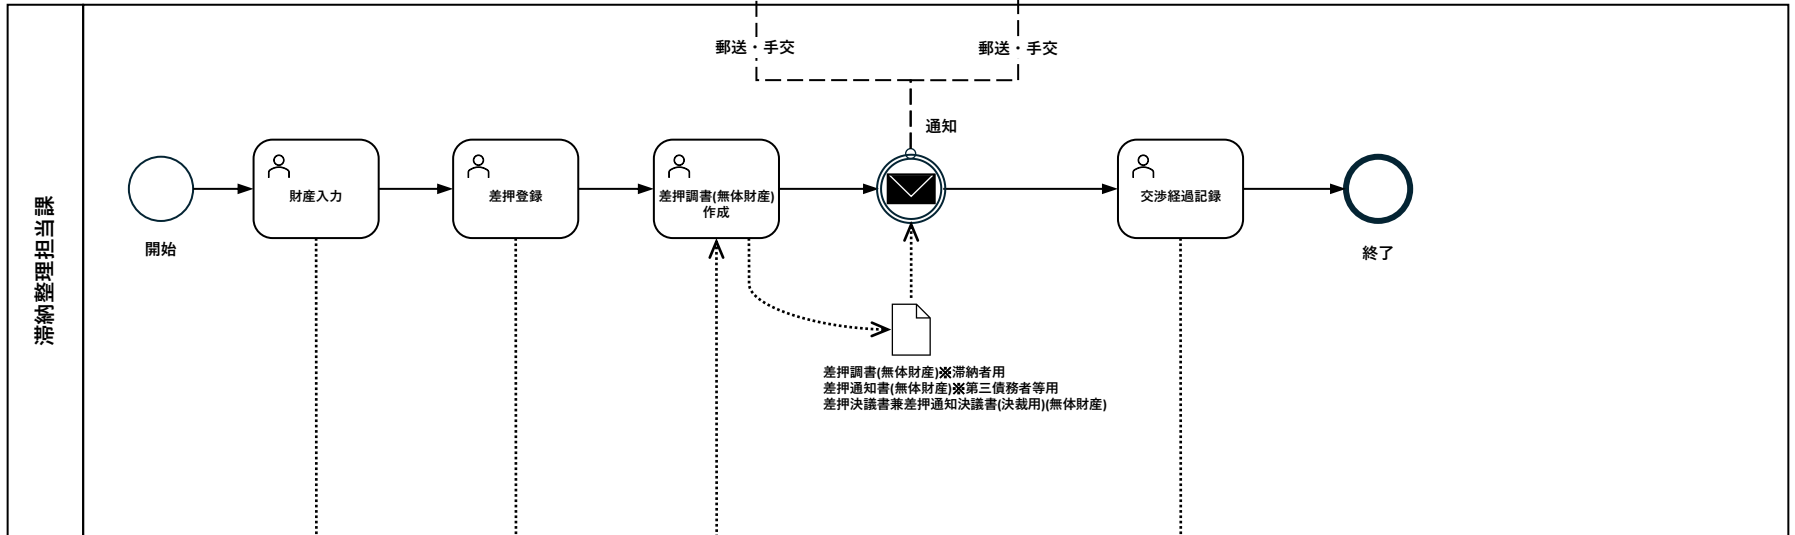 郵送・手交
郵送・手交
通知
滞納整理担当課
開始
財産入力
差押登録
差押調書(無体財産)
作成
交渉経過記録
終了
差押調書(無体財産)※滞納者用
差押通知書(無体財産)※第三債務者等用
差押決議書兼差押通知決議書(決裁用)(無体財産)